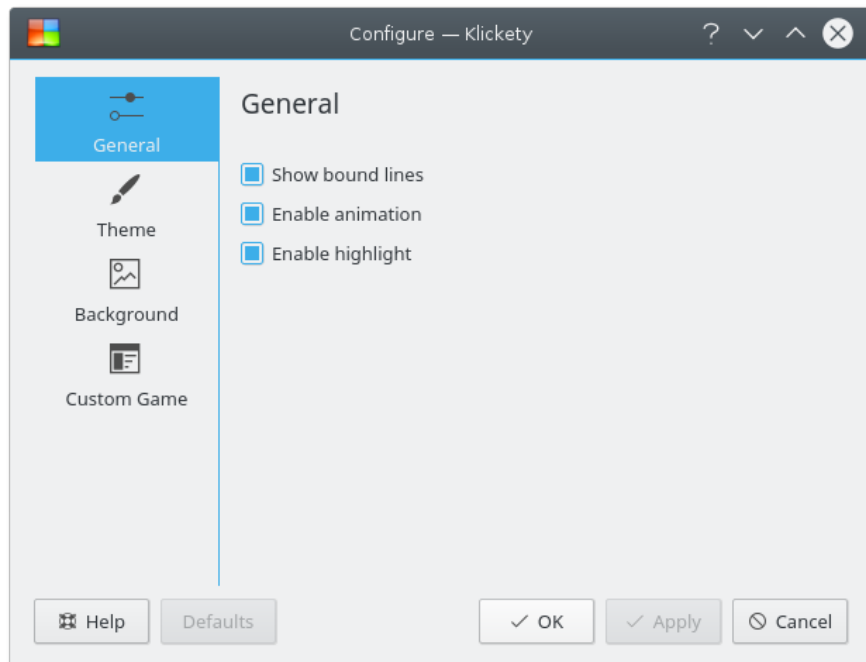 Configure — Klickety
General
Theme
Background
Custom Game
General
Show bound lines
Enable animation
Enable highlight
Help
Defaults
OK
Apply
Cancel